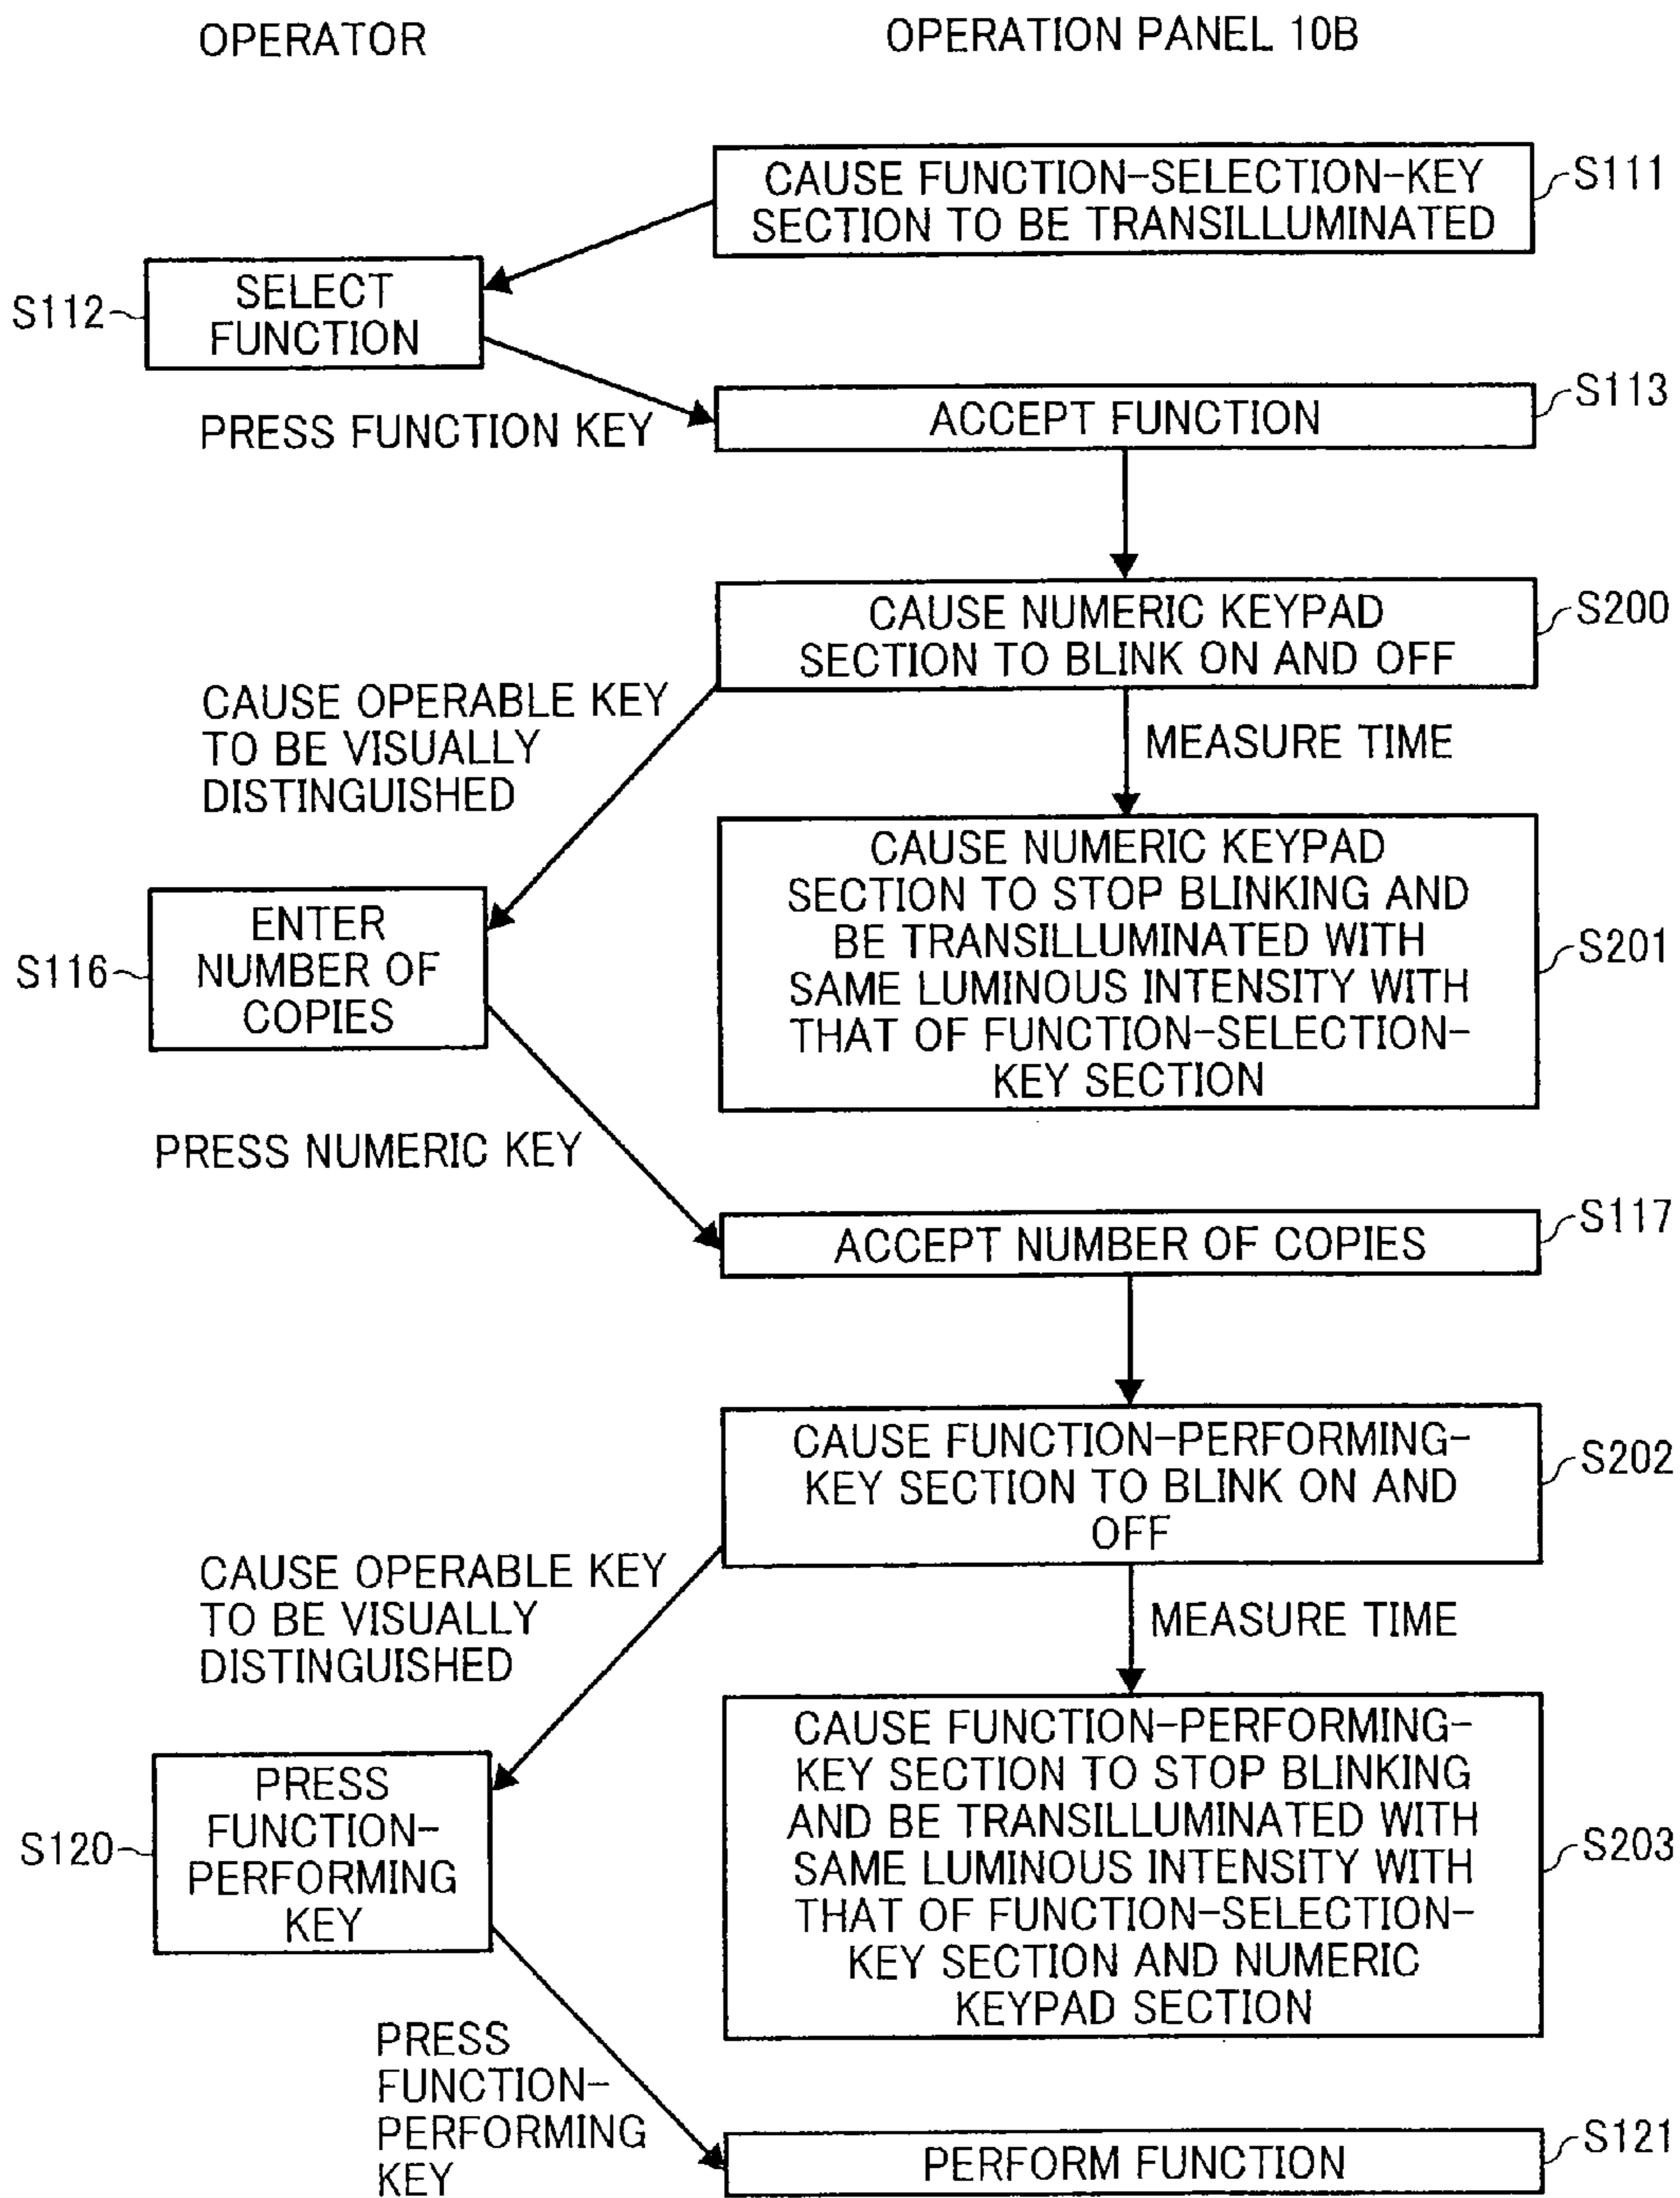 OPERATOR
OPERATION PANEL 10B
CAUSE FUNCTION-SELECTION-KEY
SECTION TO BE TRANSILLUMINATED
S111
S112
SELECT
FUNCTION
PRESS FUNCTION KEY
ACCEPT FUNCTION
S113
CAUSE NUMERIC KEYPAD
SECTION TO BLINK ON AND OFF
S200
CAUSE OPERABLE KEY
TO BE VISUALLY
DISTINGUISHED
MEASURE TIME
CAUSE NUMERIC KEYPAD
SECTION TO STOP BLINKING AND
BE TRANSILLUMINATED WITH
SAME LUMINOUS INTENSITY WITH
THAT OF FUNCTION-SELECTION-
KEY SECTION
S201
S116
ENTER
NUMBER OF
COPIES
PRESS NUMERIC KEY
ACCEPT NUMBER OF COPIES
S117
CAUSE FUNCTION-PERFORMING-
KEY SECTION TO BLINK ON AND
OFF
S202
CAUSE OPERABLE KEY
TO BE VISUALLY
DISTINGUISHED
MEASURE TIME
CAUSE FUNCTION-PERFORMING-
KEY SECTION TO STOP BLINKING
AND BE TRANSILLUMINATED WITH
SAME LUMINOUS INTENSITY WITH
THAT OF FUNCTION-SELECTION-
KEY SECTION AND NUMERIC
KEYPAD SECTION
S203
S120
PRESS
FUNCTION-
PERFORMING
KEY
PRESS
FUNCTION-
PERFORMING
KEY
PERFORM FUNCTION
S121